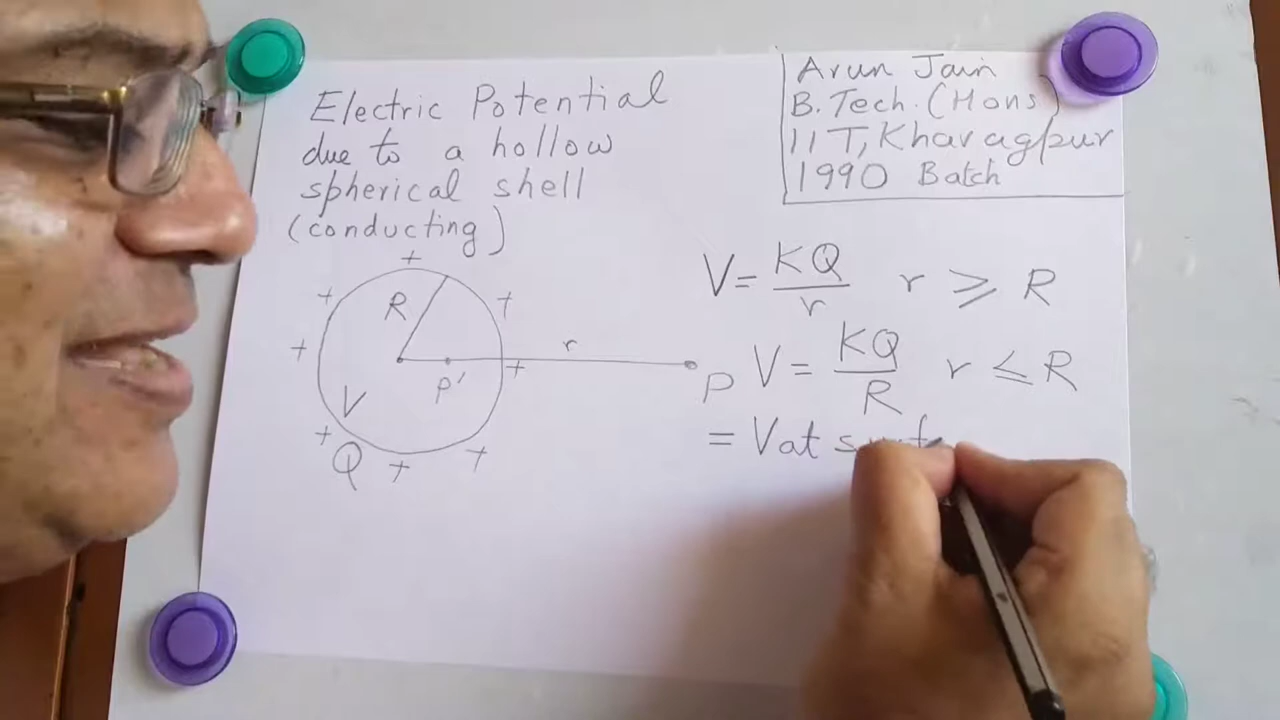 Electric Potential
due to a hollow
spherical shell
(conducting)
Arun Jain
B.Tech. (Hons)
IIT, Kharagpur
1990 Batch
+
+
+
+
+
+
+
+
R
r
P'
P
V
Q
V = KQ/r r ⩾ R
V = KQ/R r ≤ R
= V at surf